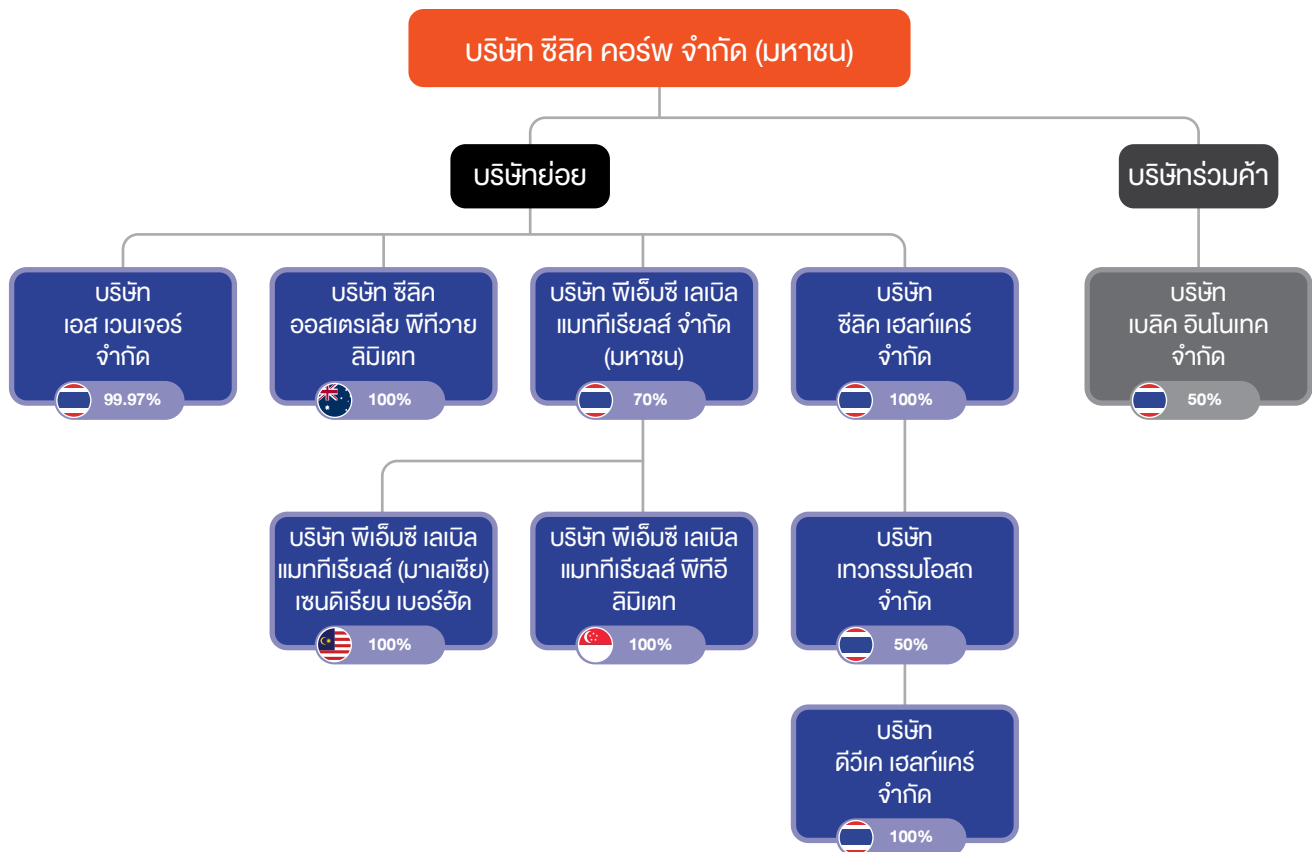 บริษัท ซีลิค คอร์พ จำกัด (มหาชน)
บริษัทย่อย
บริษัทร่วมค้า
บริษัท
เอส เวนเจอร์
จำกัด
99.97%
บริษัท ซีลิค
ออสเตรเลีย พีทีวาย
ลิมิเตท
100%
บริษัท พีเอ็มซี เลเบิล
แมททีเรียลส์ จำกัด
(มหาชน)
70%
บริษัท
ซีลิค เฮลท์แคร์
จำกัด
100%
บริษัท
เบลิค อินโนเทค
จำกัด
50%
บริษัท พีเอ็มซี เลเบิล
แมททีเรียลส์ (มาเลเซีย)
เซนดิเรียน เบอร์ฮัด
100%
บริษัท พีเอ็มซี เลเบิล
แมททีเรียลส์ พีทีอี
ลิมิเตท
100%
บริษัท
เทวกรรมโอสถ
จำกัด
50%
บริษัท
ดีวีเค เฮลท์แคร์
จำกัด
100%